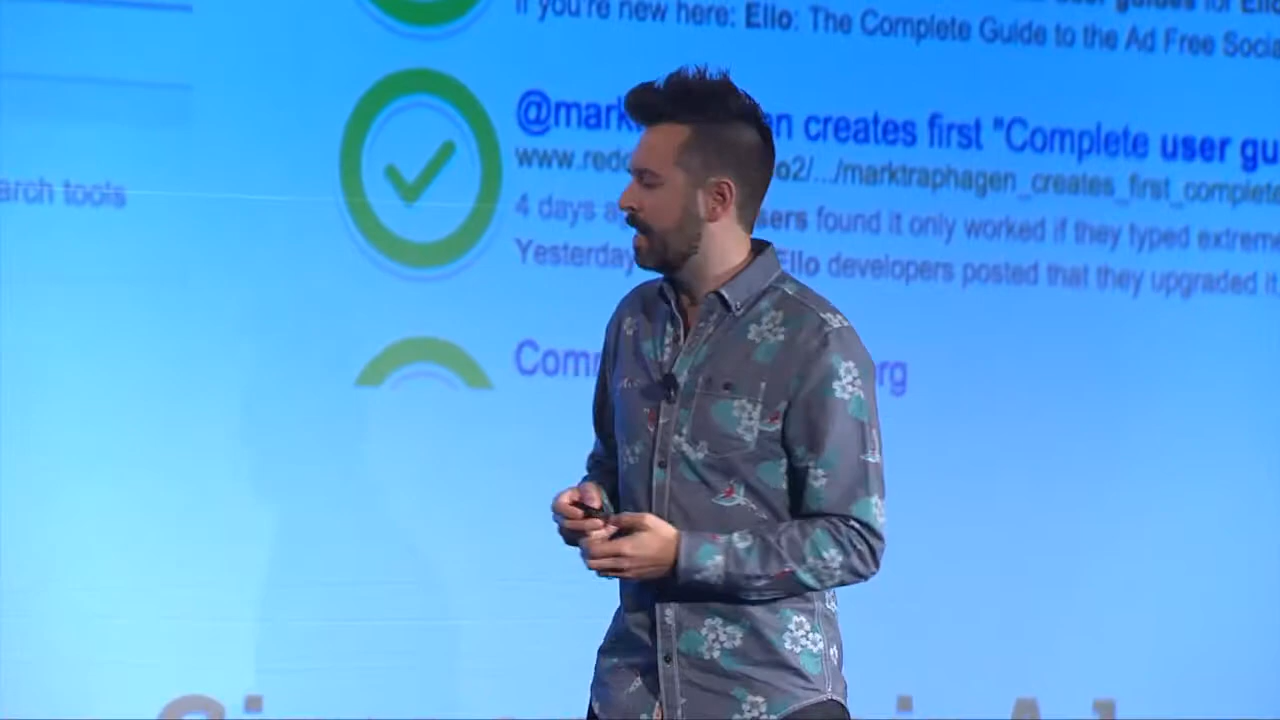 If you're new here: Ello: The Complete Guide to the Ad Free Socia
@mark en creates first "Complete user gu
www.redd o2/.../marktraphagen_creates_first_complete
arch tools
4 days a sers found it only worked if they typed extreme
Yesterday Ello developers posted that they upgraded it,
Comm rg